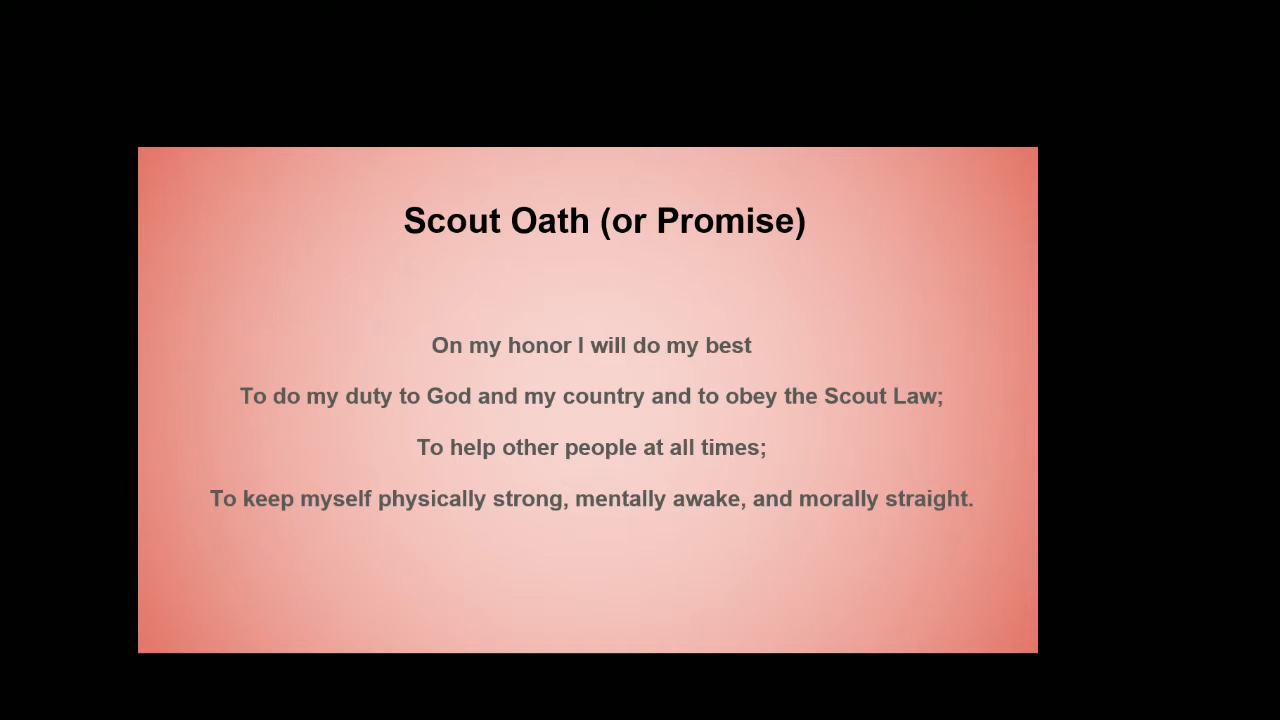 Scout Oath (or Promise)
On my honor I will do my best
To do my duty to God and my country and to obey the Scout Law;
To help other people at all times;
To keep myself physically strong, mentally awake, and morally straight.